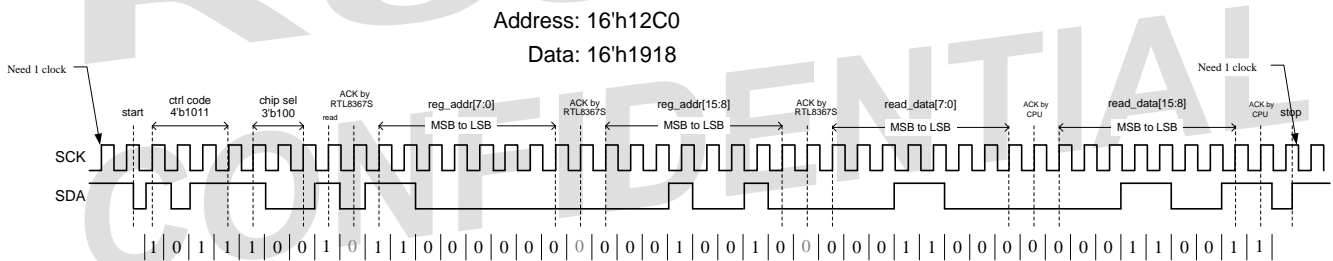 Address: 16'h12C0
Data: 16'h1918
Need 1 clock
Need 1 clock
start
ctrl code
4'b1011
chip sel
3'b100
read
ACK by
RTL8367S
reg_addr[7:0]
MSB to LSB
ACK by
RTL8367S
reg_addr[15:8]
MSB to LSB
ACK by
RTL8367S
read_data[7:0]
MSB to LSB
ACK by
CPU
read_data[15:8]
MSB to LSB
ACK by
CPU
stop
SCK
SDA
1 0 1 1 1 0 0 1 0 1 1 0 0 0 0 0 0 0 0 0 0 1 0 0 1 0 0 0 0 0 1 1 0 0 0 0 0 0 0 1 1 0 0 1 1
CONFIDENTIAL